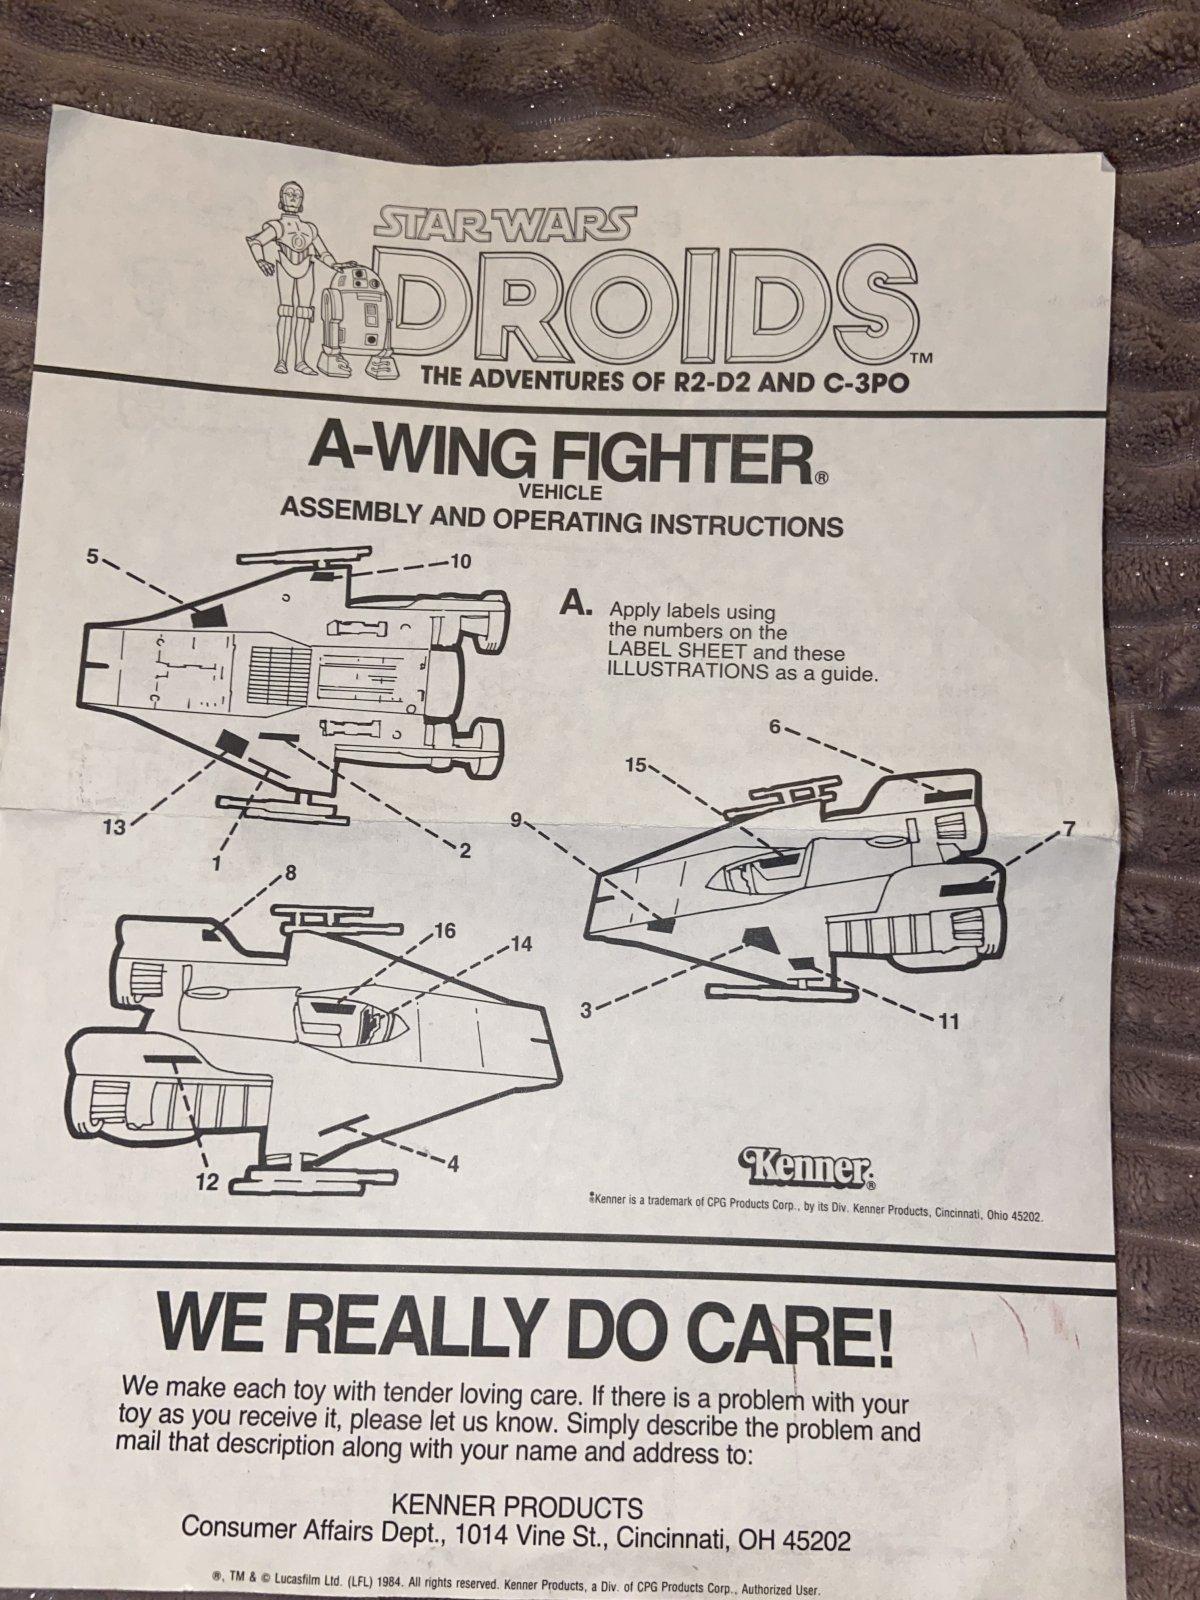 STAR WARS
DROIDS™
THE ADVENTURES OF R2-D2 AND C-3PO
A-WING FIGHTER®
VEHICLE
ASSEMBLY AND OPERATING INSTRUCTIONS
5
10
13
1
2
A. Apply labels using
the numbers on the
LABEL SHEET and these
ILLUSTRATIONS as a guide.
6
15
9
7
3
11
8
16
14
12
4
Kenner®
®Kenner is a trademark of CPG Products Corp., by its Div. Kenner Products, Cincinnati, Ohio 45202.
WE REALLY DO CARE!
We make each toy with tender loving care. If there is a problem with your
toy as you receive it, please let us know. Simply describe the problem and
mail that description along with your name and address to:
KENNER PRODUCTS
Consumer Affairs Dept., 1014 Vine St., Cincinnati, OH 45202
®, TM & © Lucasfilm Ltd. (LFL) 1984. All rights reserved. Kenner Products, a Div. of CPG Products Corp., Authorized User.